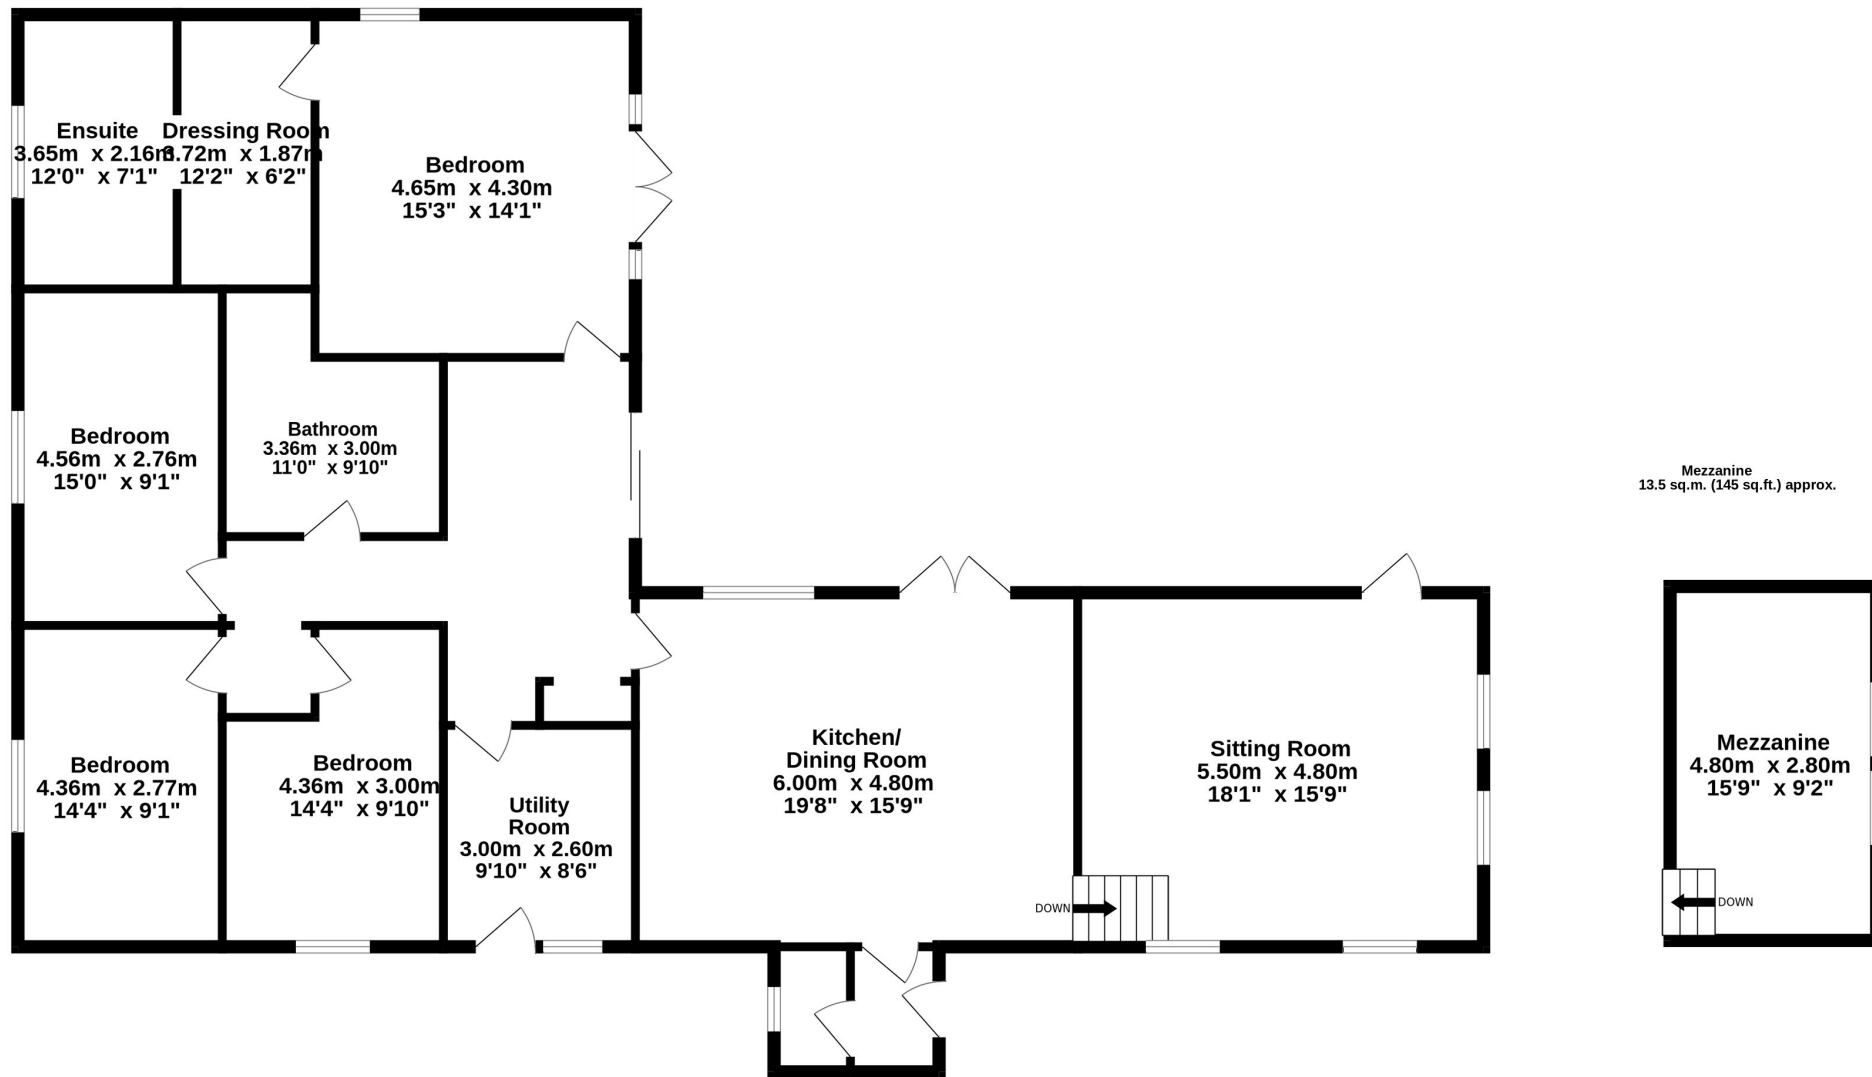 Ensuite
3.65m x 2.16m
12'0" x 7'1"
Dressing Room
3.72m x 1.87m
12'2" x 6'2"
Bedroom
4.65m x 4.30m
15'3" x 14'1"
Bedroom
4.56m x 2.76m
15'0" x 9'1"
Bathroom
3.36m x 3.00m
11'0" x 9'10"
Mezzanine
13.5 sq.m. (145 sq.ft.) approx.
Bedroom
4.36m x 2.77m
14'4" x 9'1"
Bedroom
4.36m x 3.00m
14'4" x 9'10"
Utility
Room
3.00m x 2.60m
9'10" x 8'6"
Kitchen/
Dining Room
6.00m x 4.80m
19'8" x 15'9"
Sitting Room
5.50m x 4.80m
18'1" x 15'9"
DOWN
Mezzanine
4.80m x 2.80m
15'9" x 9'2"
DOWN